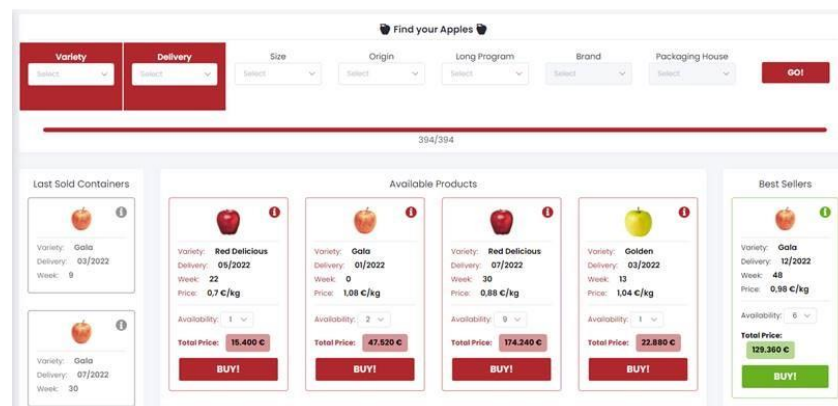 Find your Apples
Variety Delivery Size Origin Long Program Brand Packaging House
Select Select Select Select Select Select Select GO!
394/394
Last Sold Containers
Variety: Gala
Delivery: 03/2022
Week: 9
Variety: Gala
Delivery: 07/2022
Week: 30
Available Products
Variety: Red Delicious
Delivery: 05/2022
Week: 22
Price: 0,7 €/kg
Availability: 1
Total Price: 15.400 €
BUY!
Variety: Gala
Delivery: 01/2022
Week: 0
Price: 1,08 €/kg
Availability: 2
Total Price: 47.520 €
BUY!
Variety: Red Delicious
Delivery: 07/2022
Week: 30
Price: 0,88 €/kg
Availability: 9
Total Price: 174.240 €
BUY!
Variety: Golden
Delivery: 03/2022
Week: 13
Price: 1,04 €/kg
Availability: 1
Total Price: 22.880 €
BUY!
Best Sellers
Variety: Gala
Delivery: 12/2022
Week: 48
Price: 0,98 €/kg
Availability: 6
Total Price:
129.360 €
BUY!